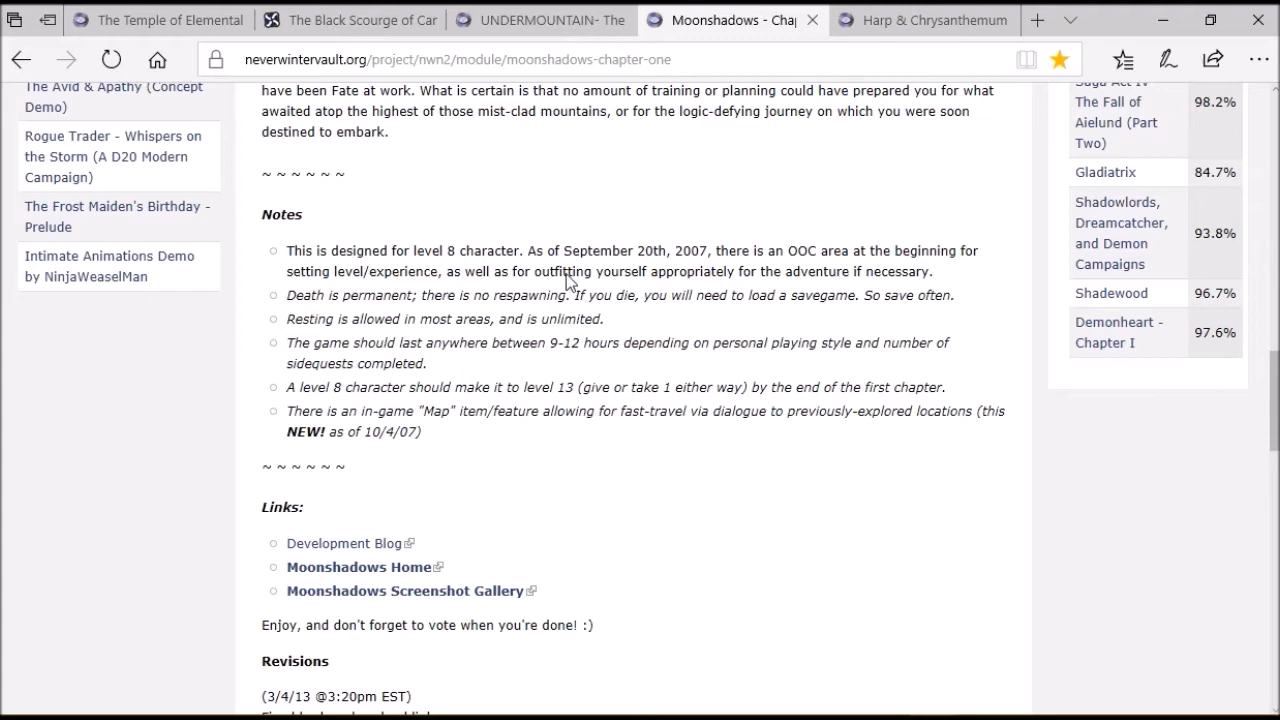 The Temple of Elemental
The Black Scourge of Car
UNDERMOUNTAIN- The
Moonshadows - Chap
Harp & Chrysanthemum
neverwintervault.org/project/nwn2/module/moonshadows-chapter-one
The Avid & Apathy (Concept
Demo)
Rogue Trader - Whispers on
the Storm (A D20 Modern
Campaign)
The Frost Maiden's Birthday -
Prelude
Intimate Animations Demo
by NinjaWeaselMan
have been Fate at work. What is certain is that no amount of training or planning could have prepared you for what
awaited atop the highest of those mist-clad mountains, or for the logic-defying journey on which you were soon
destined to embark.
~ ~ ~ ~ ~ ~
Notes
This is designed for level 8 character. As of September 20th, 2007, there is an OOC area at the beginning for
setting level/experience, as well as for outfitting yourself appropriately for the adventure if necessary.
Death is permanent; there is no respawning. If you die, you will need to load a savegame. So save often.
Resting is allowed in most areas, and is unlimited.
The game should last anywhere between 9-12 hours depending on personal playing style and number of
sidequests completed.
A level 8 character should make it to level 13 (give or take 1 either way) by the end of the first chapter.
There is an in-game "Map" item/feature allowing for fast-travel via dialogue to previously-explored locations (this
NEW! as of 10/4/07)
~ ~ ~ ~ ~ ~
Links:
Development Blog
Moonshadows Home
Moonshadows Screenshot Gallery
Enjoy, and don't forget to vote when you're done! :)
Revisions
(3/4/13 @3:20pm EST)
Saga Act IV
The Fall of
Aielund (Part
Two)
98.2%
Gladiatrix
84.7%
Shadowlords,
Dreamcatcher,
and Demon
Campaigns
93.8%
Shadewood
96.7%
Demonheart -
Chapter I
97.6%